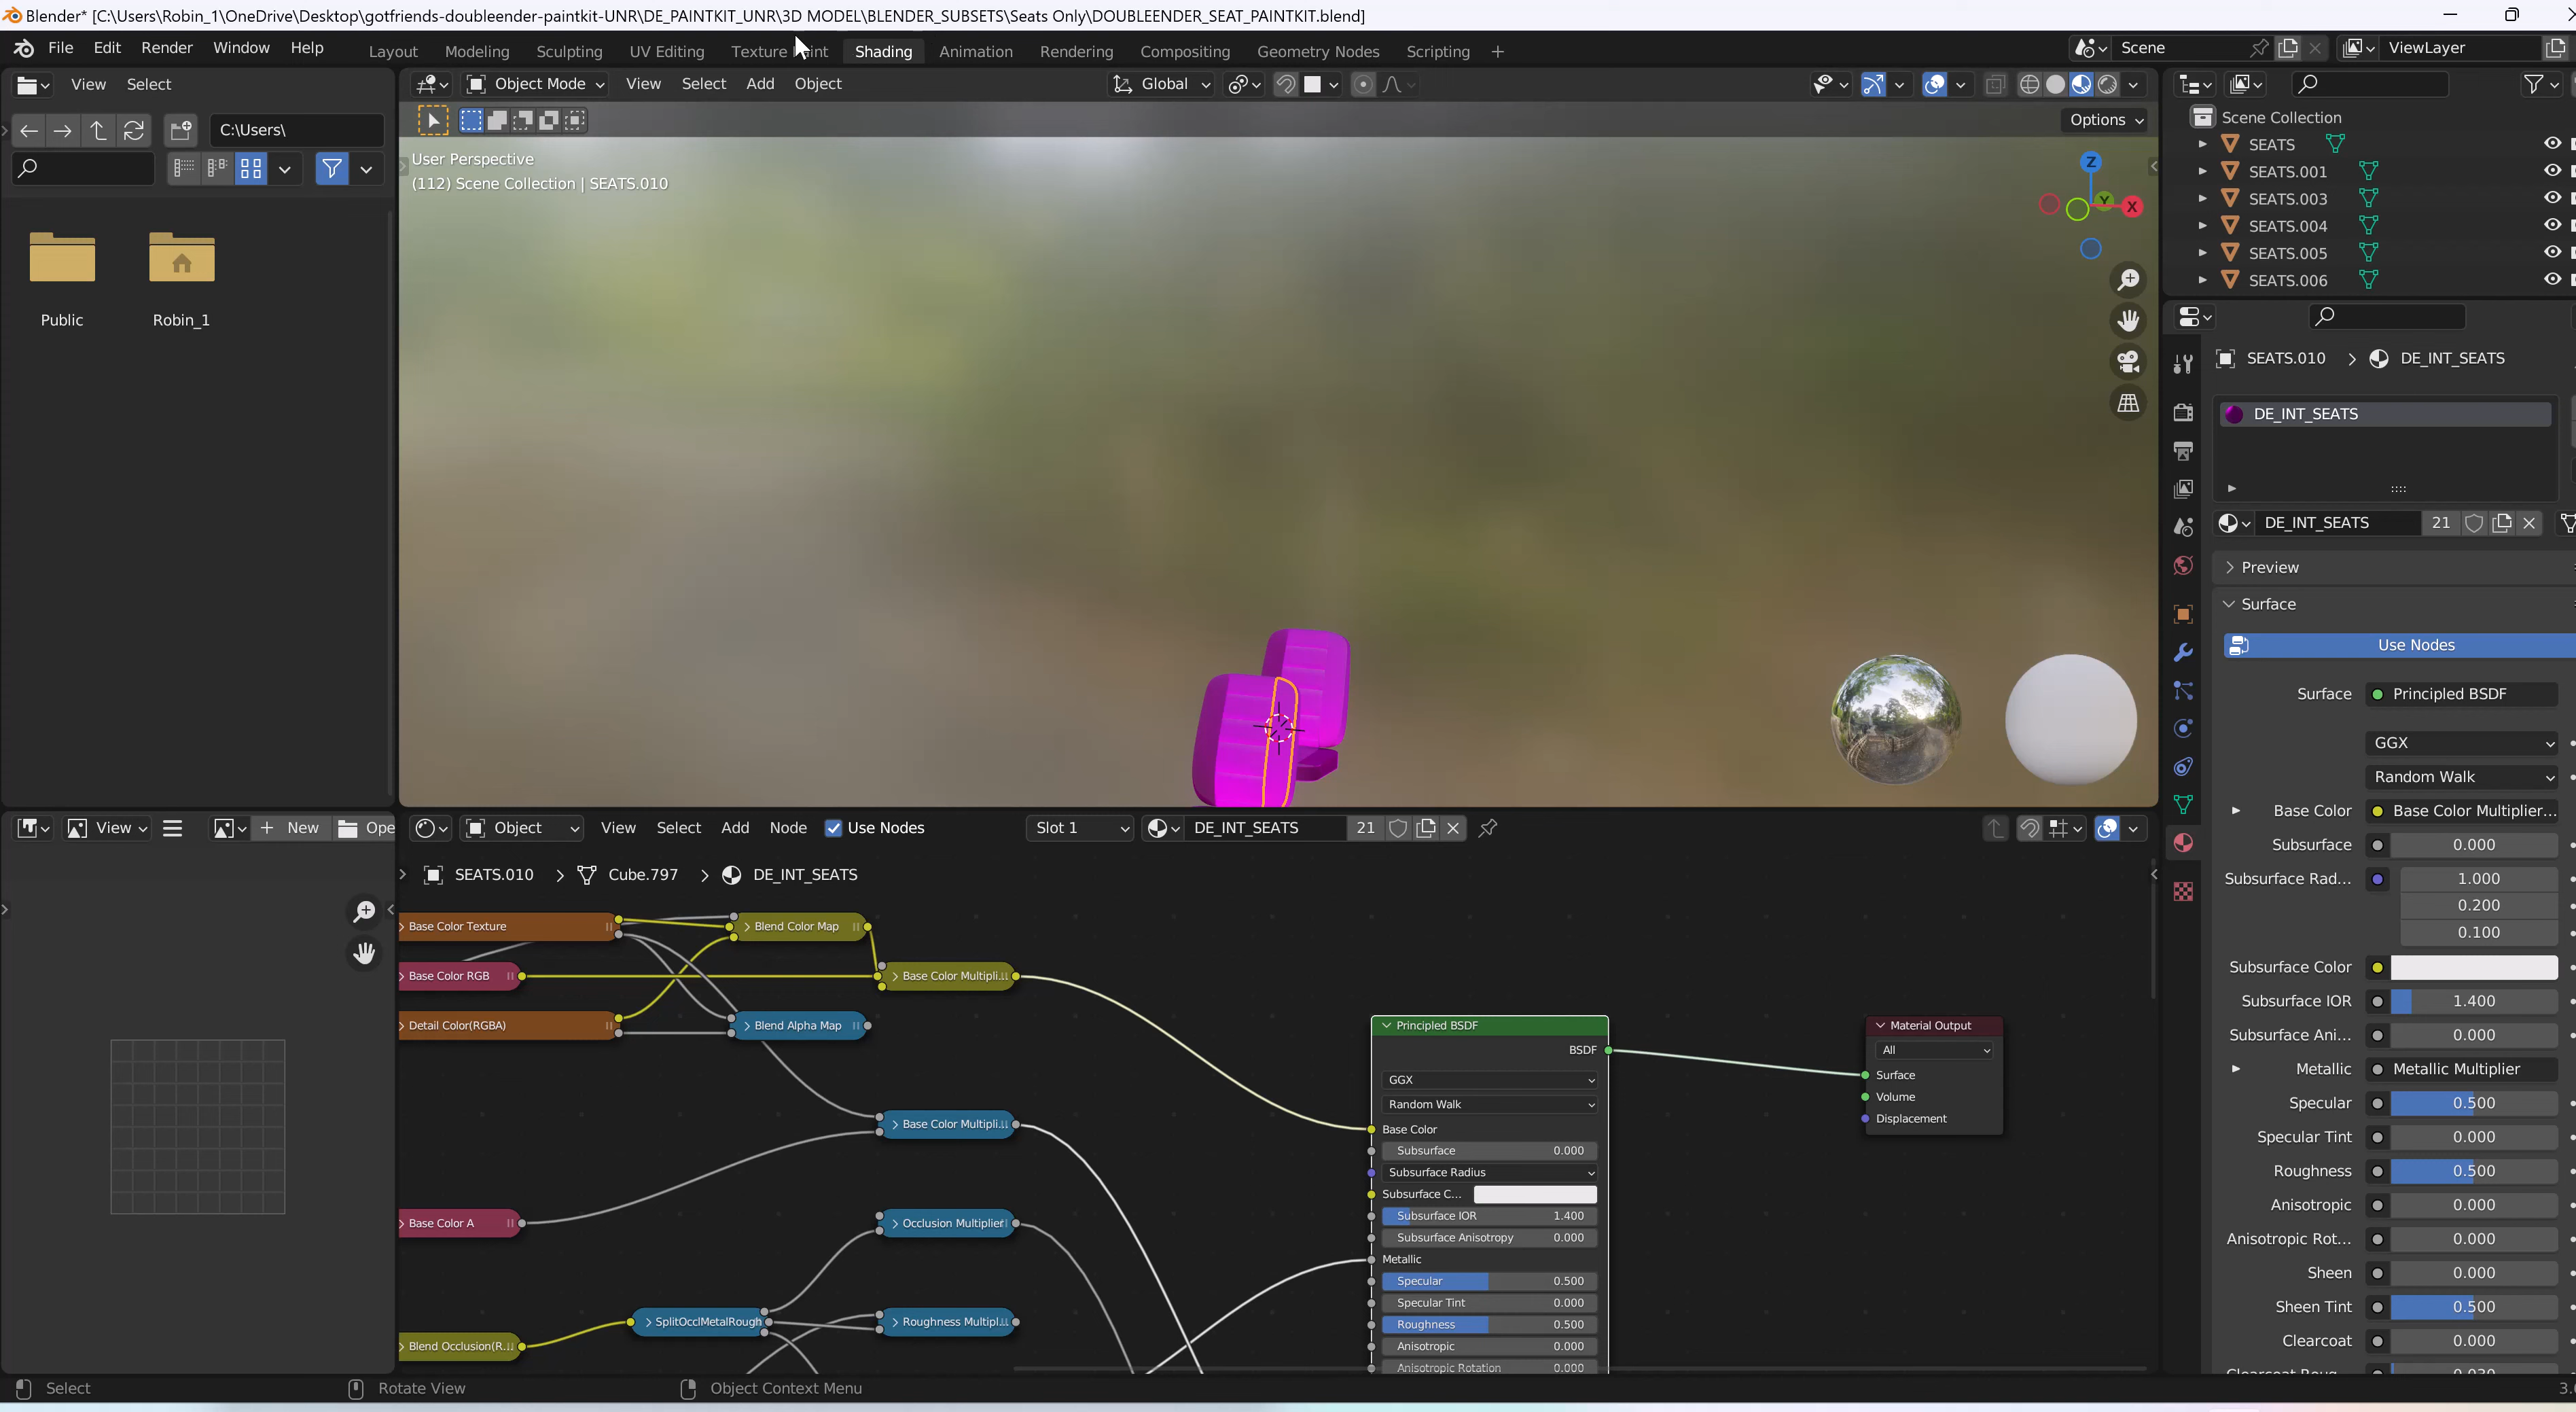 Blender* [C:\Users\Robin_1\OneDrive\Desktop\gotfriends-doubleender-paintkit-UNR\DE_PAINTKIT_UNR\3D MODEL\BLENDER_SUBSETS\Seats Only\DOUBLEENDER_SEAT_PAINTKIT.blend]
File Edit Render Window Help Layout Modeling Sculpting UV Editing Texture Paint Shading Animation Rendering Compositing Geometry Nodes Scripting + Scene ViewLayer
View Select
Object Mode View Select Add Object Global
C:\Users\
Options
Public Robin_1
User Perspective
(112) Scene Collection | SEATS.010
Z
Y
X
Scene Collection
SEATS
SEATS.001
SEATS.003
SEATS.004
SEATS.005
SEATS.006
SEATS.010 > DE_INT_SEATS
DE_INT_SEATS
DE_INT_SEATS 21
Preview
Surface
Use Nodes
Surface Principled BSDF
GGX
Random Walk
Base Color Base Color Multiplier...
Subsurface 0.000
Subsurface Rad... 1.000
0.200
0.100
Subsurface Color
Subsurface IOR 1.400
Subsurface Ani... 0.000
Metallic Metallic Multiplier
Specular 0.500
Specular Tint 0.000
Roughness 0.500
Anisotropic 0.000
Anisotropic Rot... 0.000
Sheen 0.000
Sheen Tint 0.500
Clearcoat 0.000
View + New Ope
Object View Select Add Node Use Nodes Slot 1 DE_INT_SEATS 21
SEATS.010 > Cube.797 > DE_INT_SEATS
Base Color Texture
Blend Color Map
Base Color RGB
Base Color Multipli...
Detail Color(RGBA)
Blend Alpha Map
Base Color Multipli...
Base Color A
Occlusion Multiplier
SplitOcclMetalRough
Roughness Multipl...
Blend Occlusion(R...
Principled BSDF
BSDF
GGX
Random Walk
Base Color
Subsurface 0.000
Subsurface Radius
Subsurface C...
Subsurface IOR 1.400
Subsurface Anisotropy 0.000
Metallic
Specular 0.500
Specular Tint 0.000
Roughness 0.500
Anisotropic 0.000
Anisotropic Rotation 0.000
Material Output
All
Surface
Volume
Displacement
Select Rotate View Object Context Menu